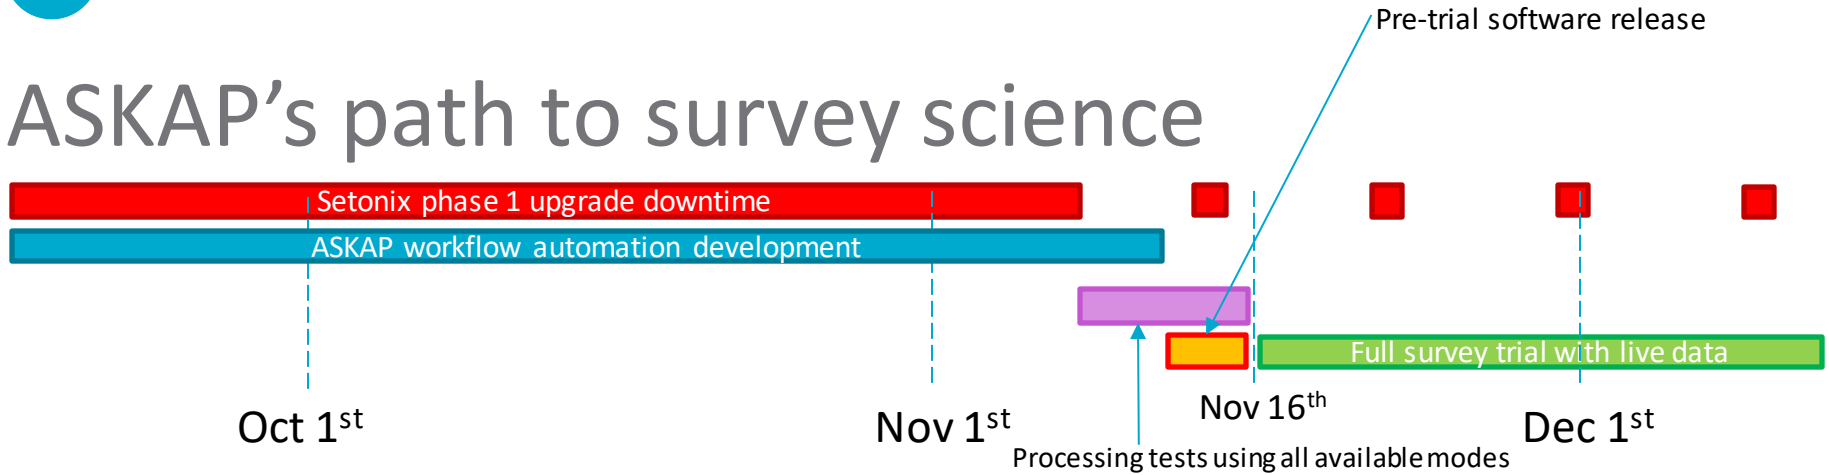 Pre-trial software release
ASKAP’s path to survey science
Setonix phase 1 upgrade downtime
ASKAP workflow automation development
Full survey trial with live data
Oct 1st
Nov 1st
Nov 16th
Dec 1st
Processing tests using all available modes